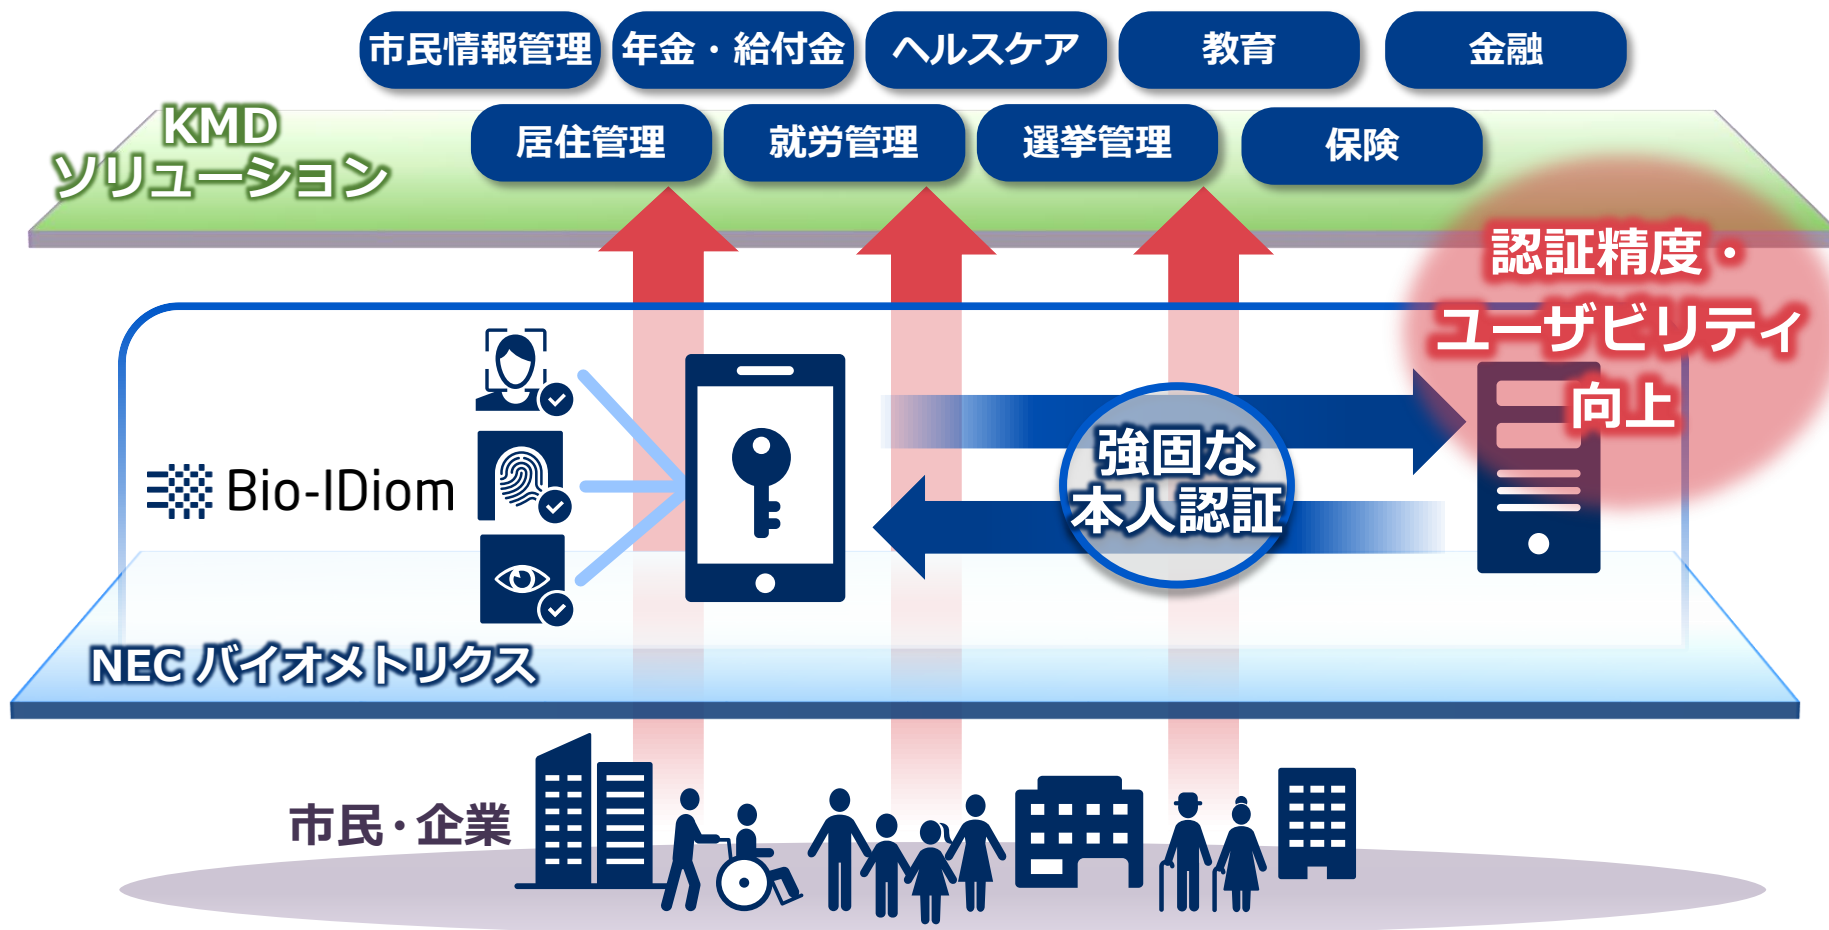 市民情報管理
年金・給付金
ヘルスケア
教育
金融
KMD
ソリューション
居住管理
就労管理
選挙管理
保険
認証精度・
ユーザビリティ
向上
Bio-IDiom
強固な
本人認証
NEC バイオメトリクス
市民・企業